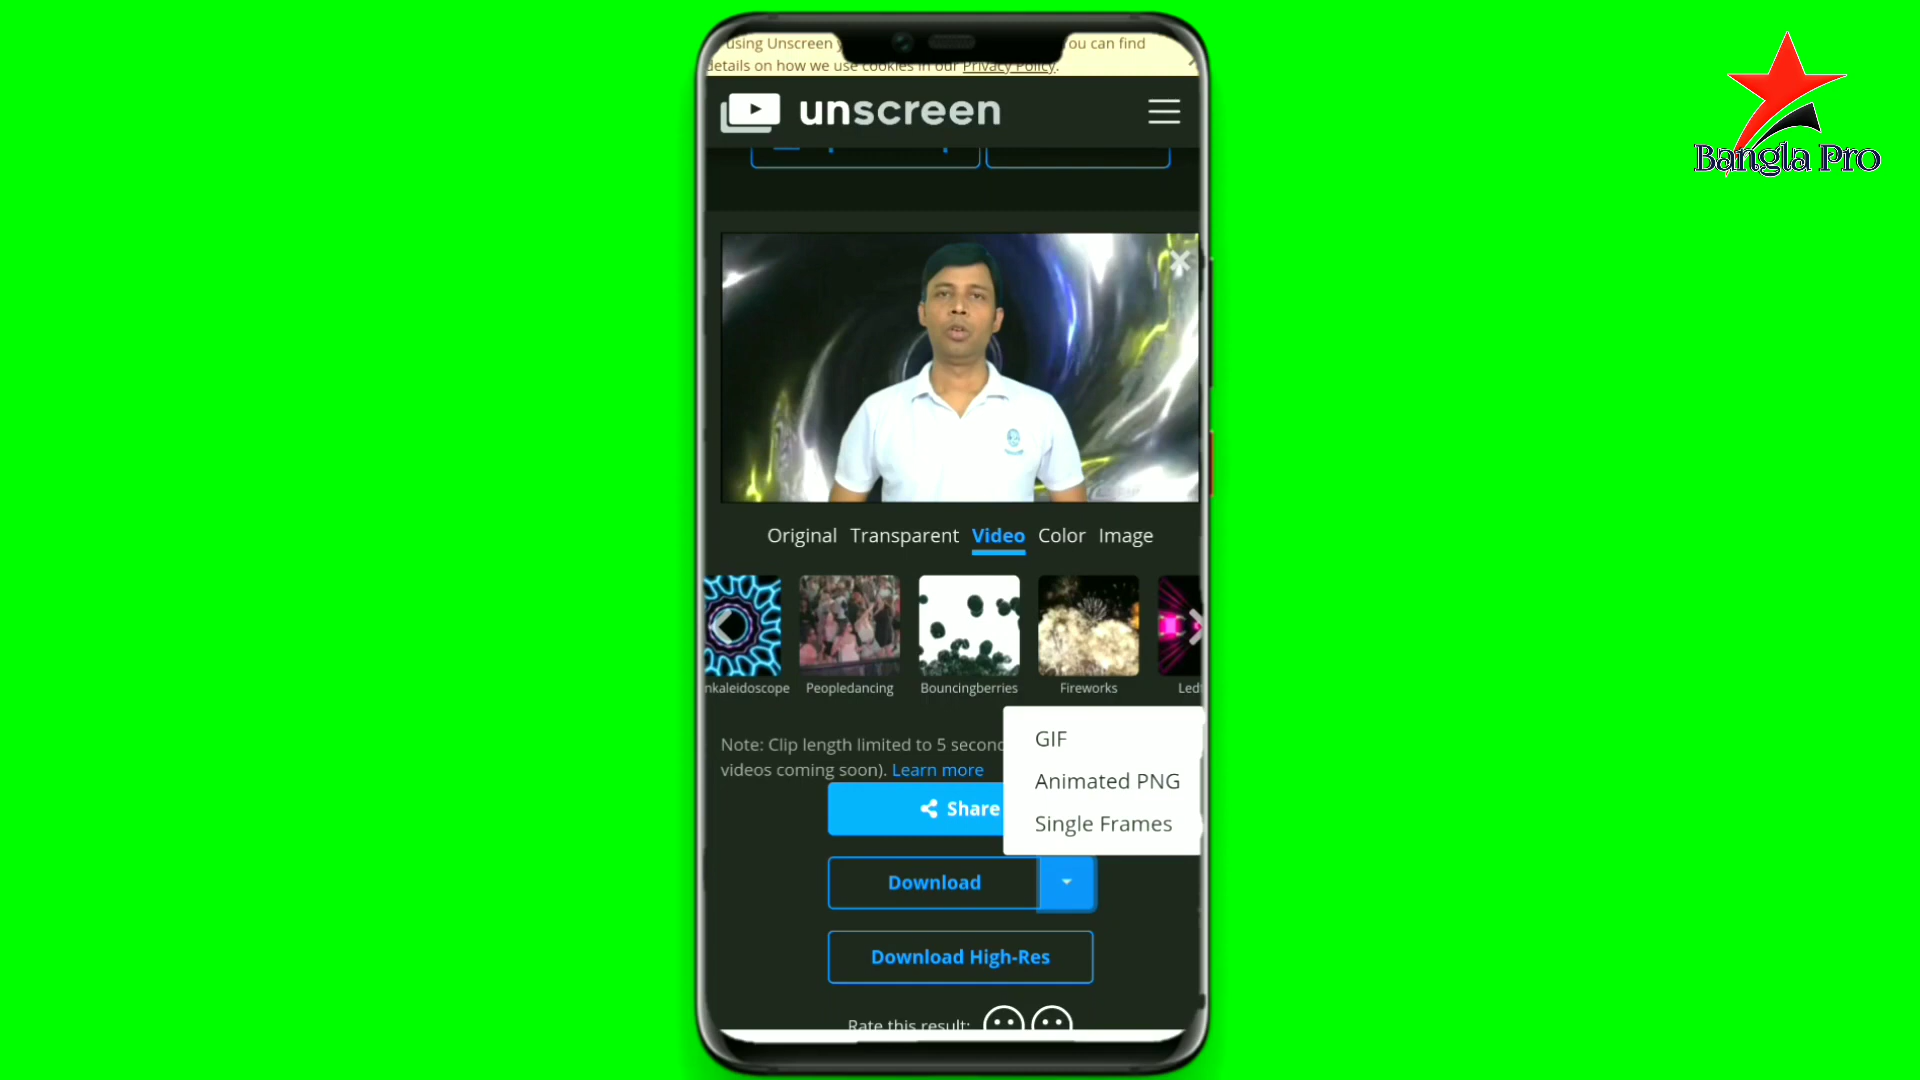 using Unscreen
ou can find
details on how we use cookies in our Privacy Policy.
unscreen
Bangla Pro
Original Transparent Video Color Image
nkaleidoscope Peopledancing Bouncingberries Fireworks Led
Note: Clip length limited to 5 second
videos coming soon). Learn more
GIF
Animated PNG
Single Frames
Share
Download
Download High-Res
Rate this result: